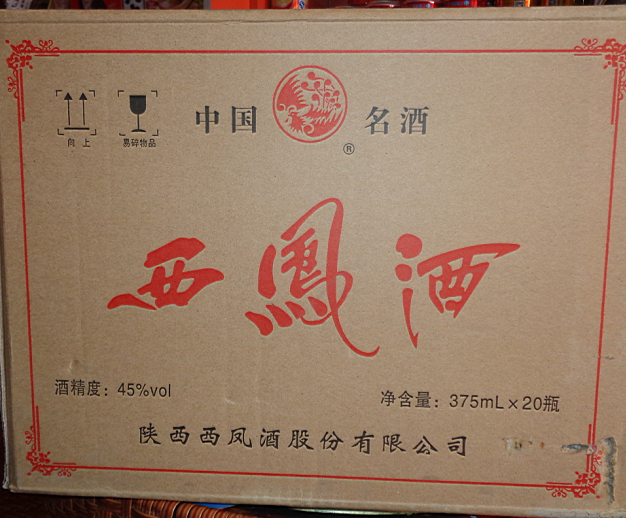 中国 名酒
®
向上
易碎物品
西鳳酒
酒精度：45%vol
净含量：375mL×20瓶
陕西西凤酒股份有限公司